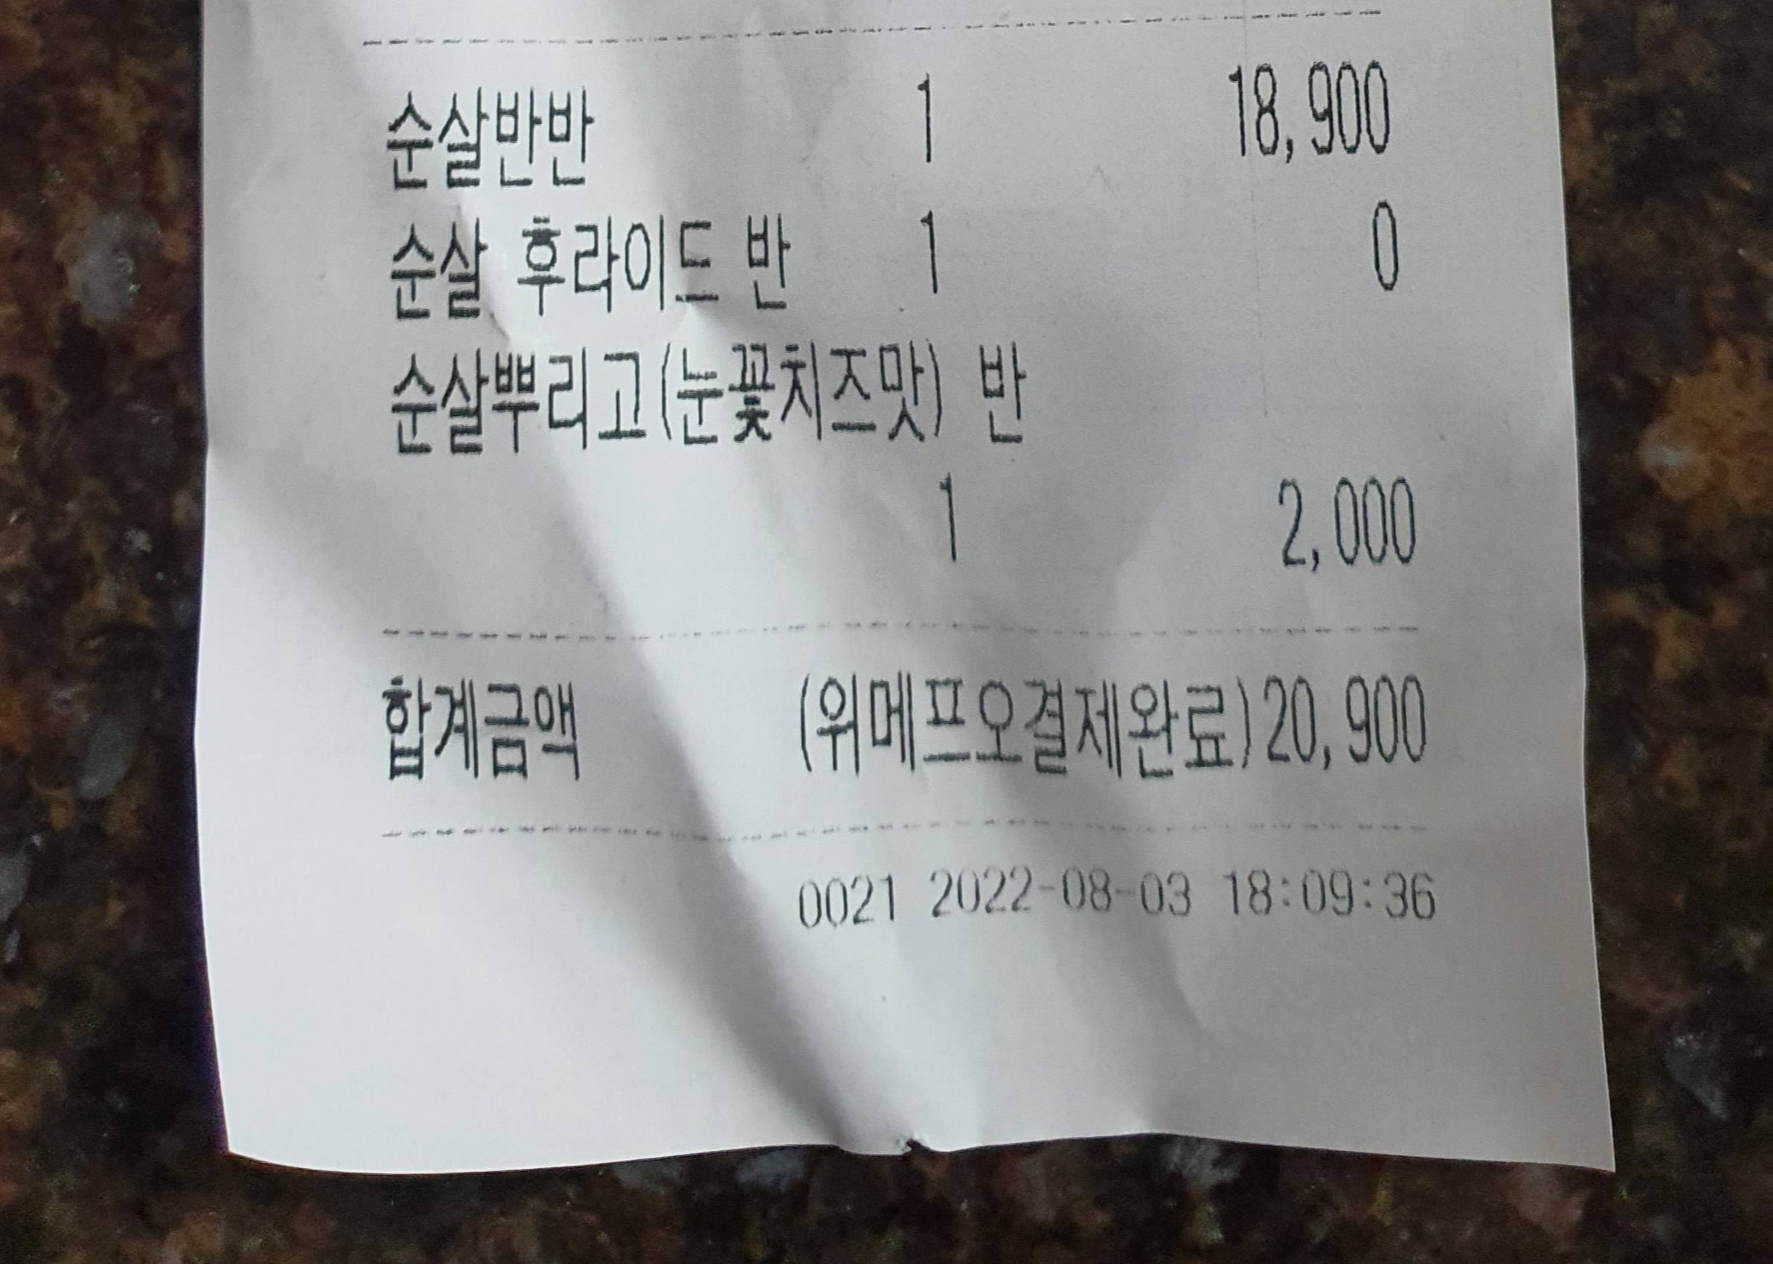 순살반반 1 18,900
순살 후라이드 반 1 0
순살뿌리고(눈꽃치즈맛) 반
1 2,000
합계금액 (위메프오결제완료)20,900
0021 2022-08-03 18:09:36